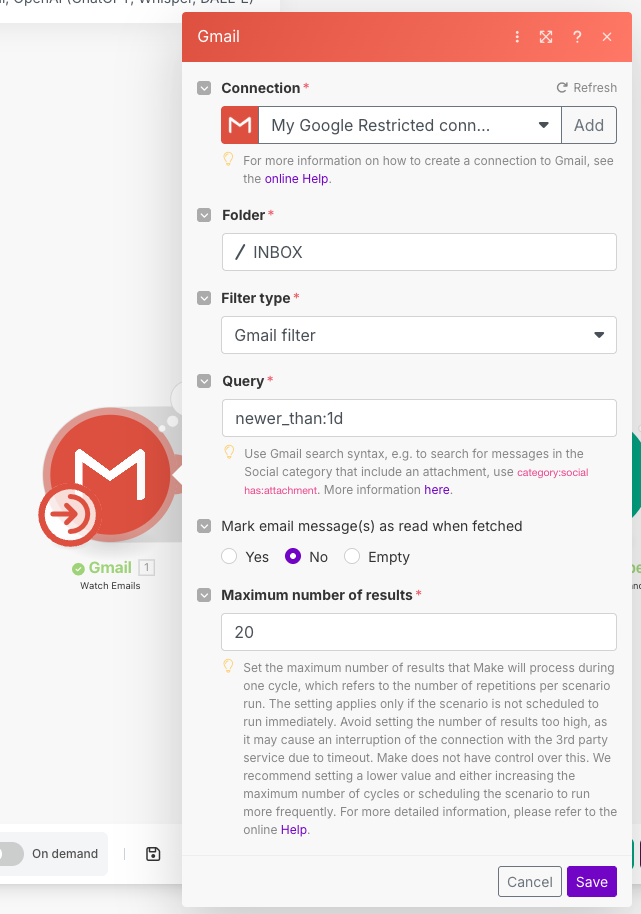 OpenAI (ChatGPT, Whisper, DALL-E)
Gmail
Connection *
Refresh
My Google Restricted conn...
Add
For more information on how to create a connection to Gmail, see
the online Help.
Folder *
/ INBOX
Filter type *
Gmail filter
Query *
newer_than:1d
Use Gmail search syntax, e.g. to search for messages in the
Social category that include an attachment, use category:social
has:attachment. More information here.
Mark email message(s) as read when fetched
Yes
No
Empty
Gmail 1
Watch Emails
Maximum number of results *
20
Set the maximum number of results that Make will process during
one cycle, which refers to the number of repetitions per scenario
run. The setting applies only if the scenario is not scheduled to
run immediately. Avoid setting the number of results too high, as
it may cause an interruption of the connection with the 3rd party
service due to timeout. Make does not have control over this. We
recommend setting a lower value and either increasing the
maximum number of cycles or scheduling the scenario to run
more frequently. For more detailed information, please refer to the
online Help.
On demand
Cancel
Save